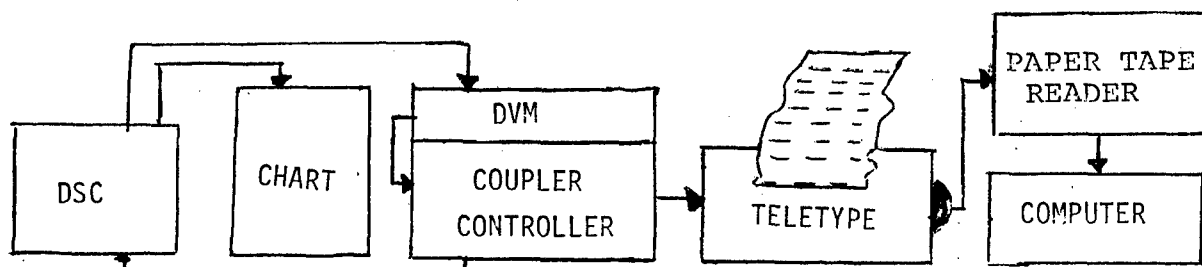 DSC
CHART
DVM
COUPLER
CONTROLLER
TELETYPE
PAPER TAPE
READER
COMPUTER